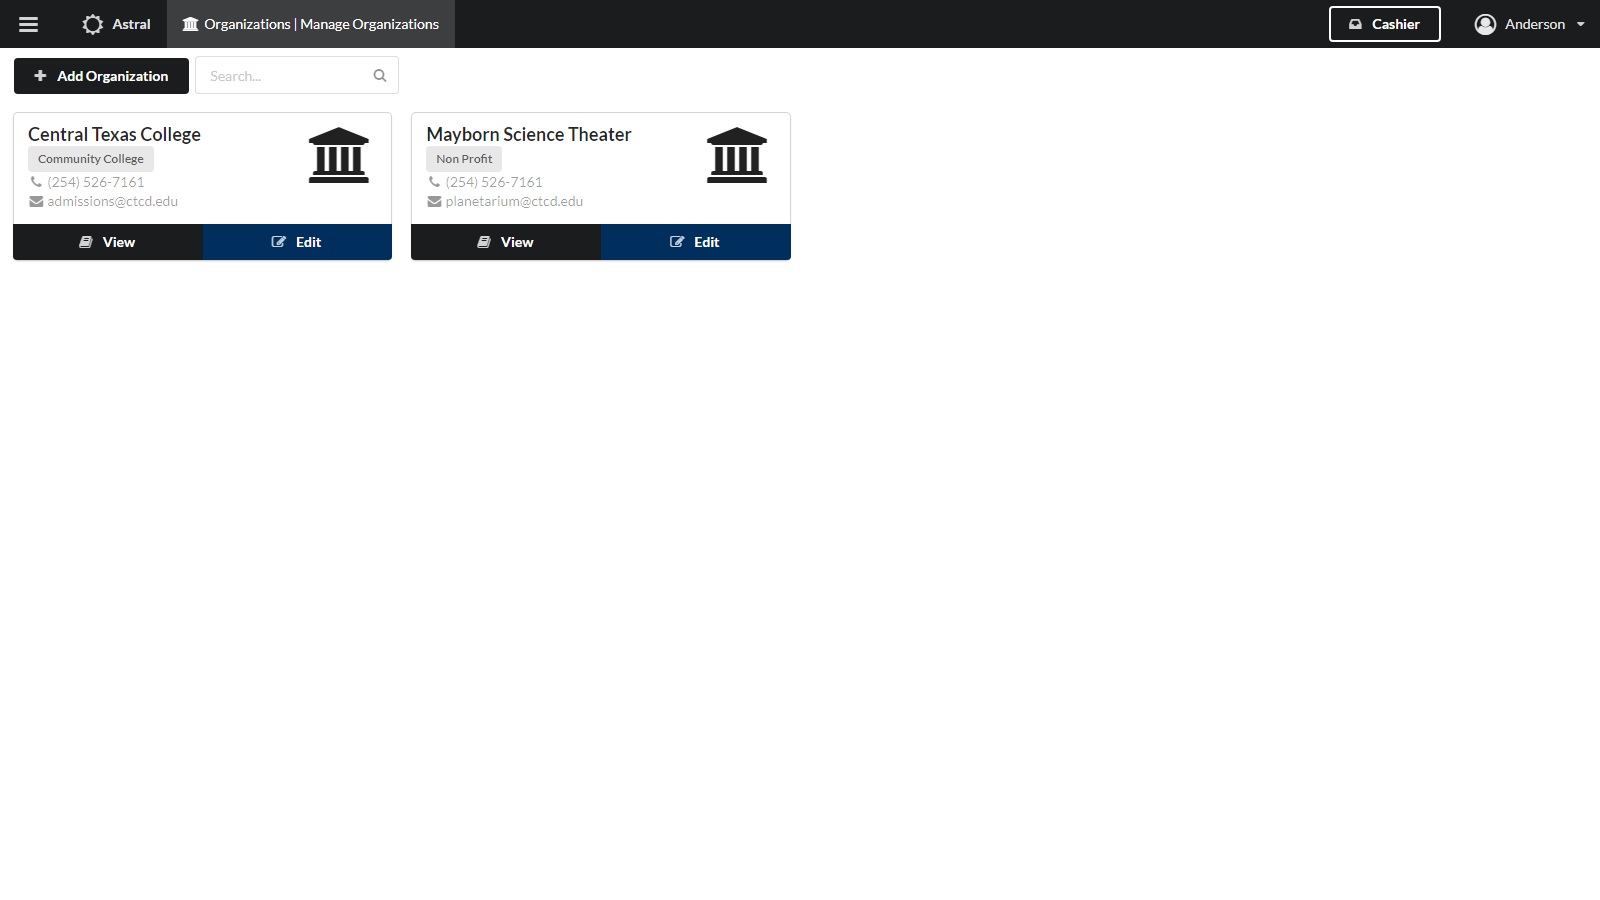 Astral
Organizations | Manage Organizations
Cashier
Anderson
Add Organization
Search...
Central Texas College
Community College
(254) 526-7161
admissions@ctcd.edu
View
Edit
Mayborn Science Theater
Non Profit
(254) 526-7161
planetarium@ctcd.edu
View
Edit